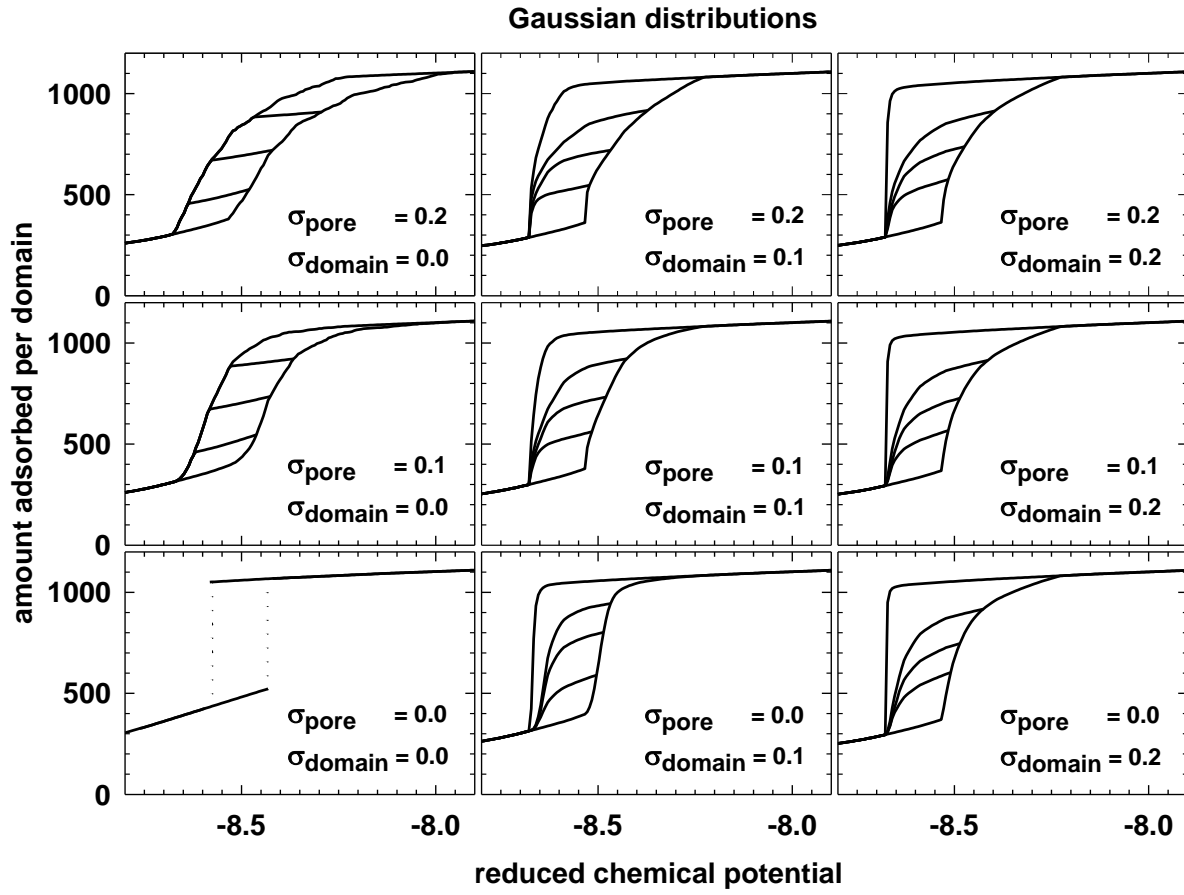 Gaussian distributions
amount adsorbed per domain
1000
500
0
σpore = 0.2
σdomain = 0.0
σpore = 0.2
σdomain = 0.1
σpore = 0.2
σdomain = 0.2
1000
500
0
σpore = 0.1
σdomain = 0.0
σpore = 0.1
σdomain = 0.1
σpore = 0.1
σdomain = 0.2
1000
500
0
σpore = 0.0
σdomain = 0.0
σpore = 0.0
σdomain = 0.1
σpore = 0.0
σdomain = 0.2
-8.5 -8.0 -8.5 -8.0 -8.5 -8.0
reduced chemical potential